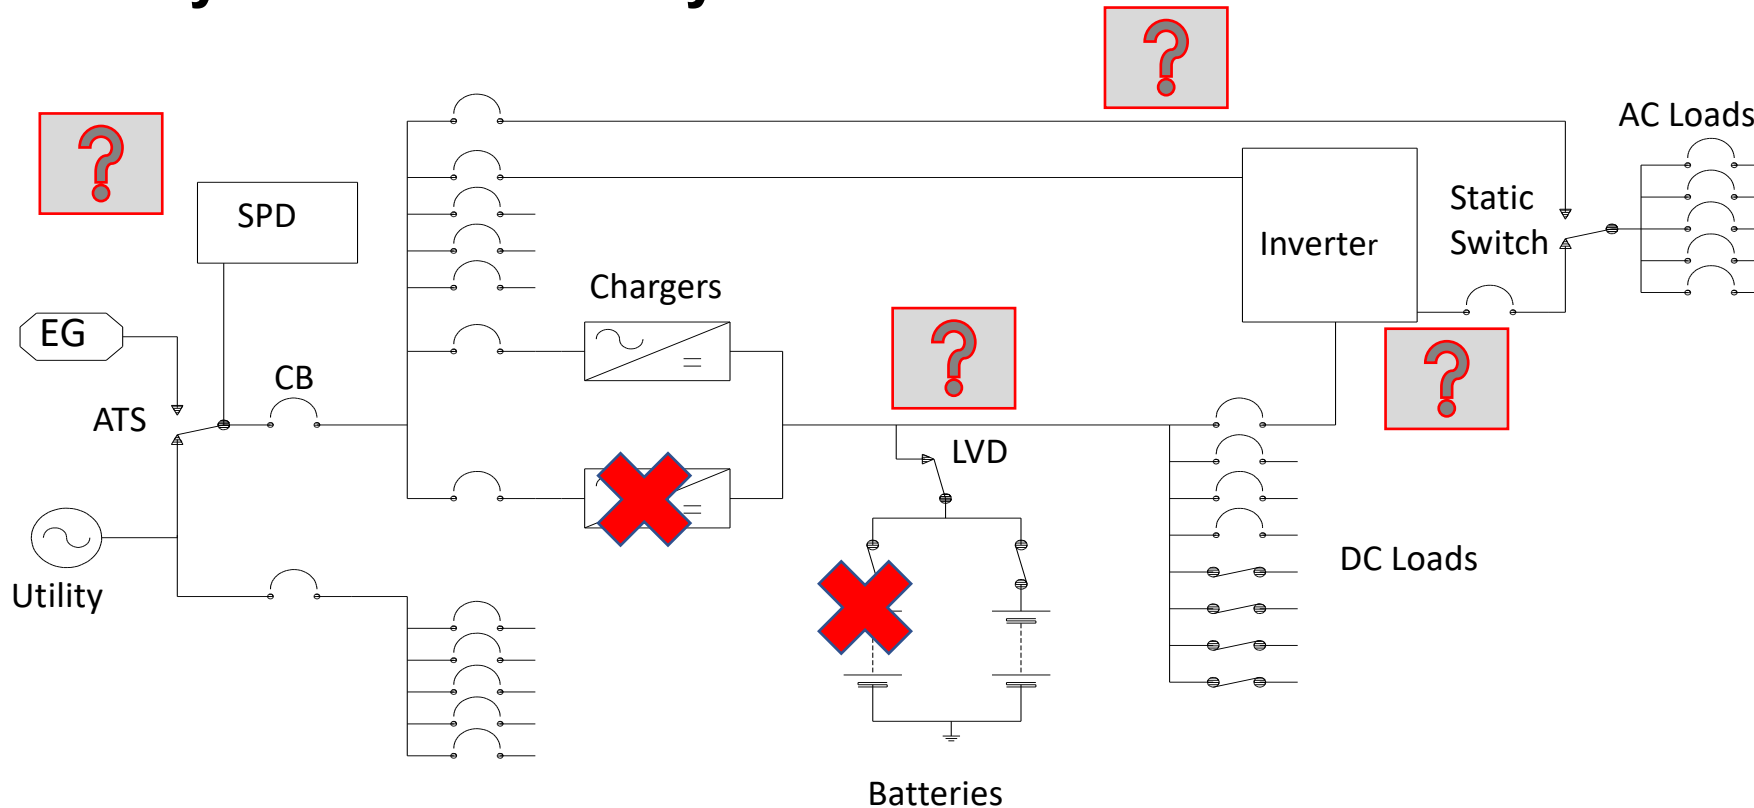 ?
?
AC Loads
SPD
Static
Switch
Inverter
Chargers
EG
?
?
CB
ATS
LVD
DC Loads
Utility
Batteries